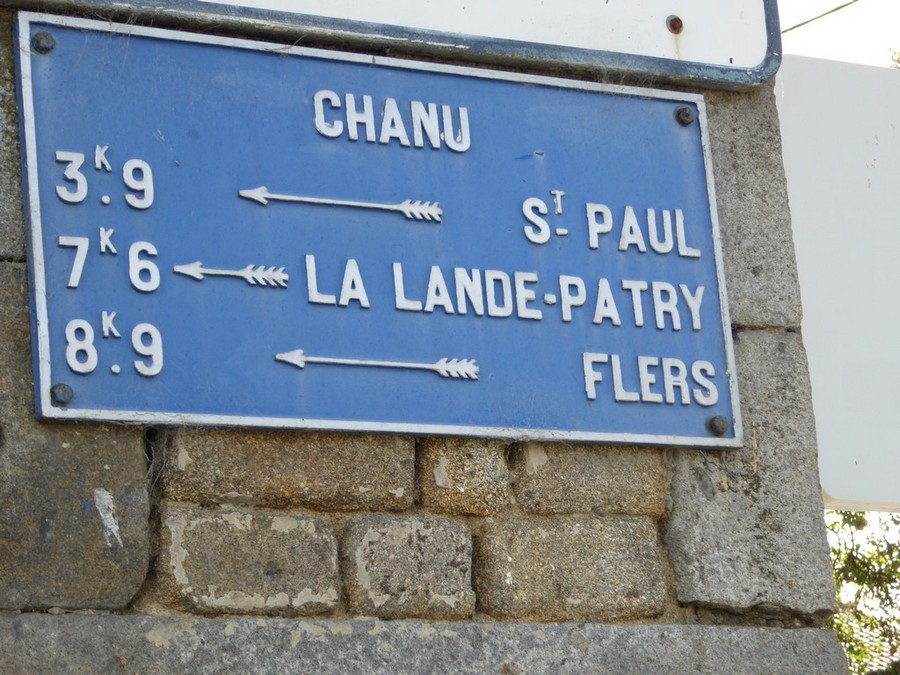 CHANU
3K.9 ST PAUL
7K6 LA LANDE-PATRY
8K.9 FLERS